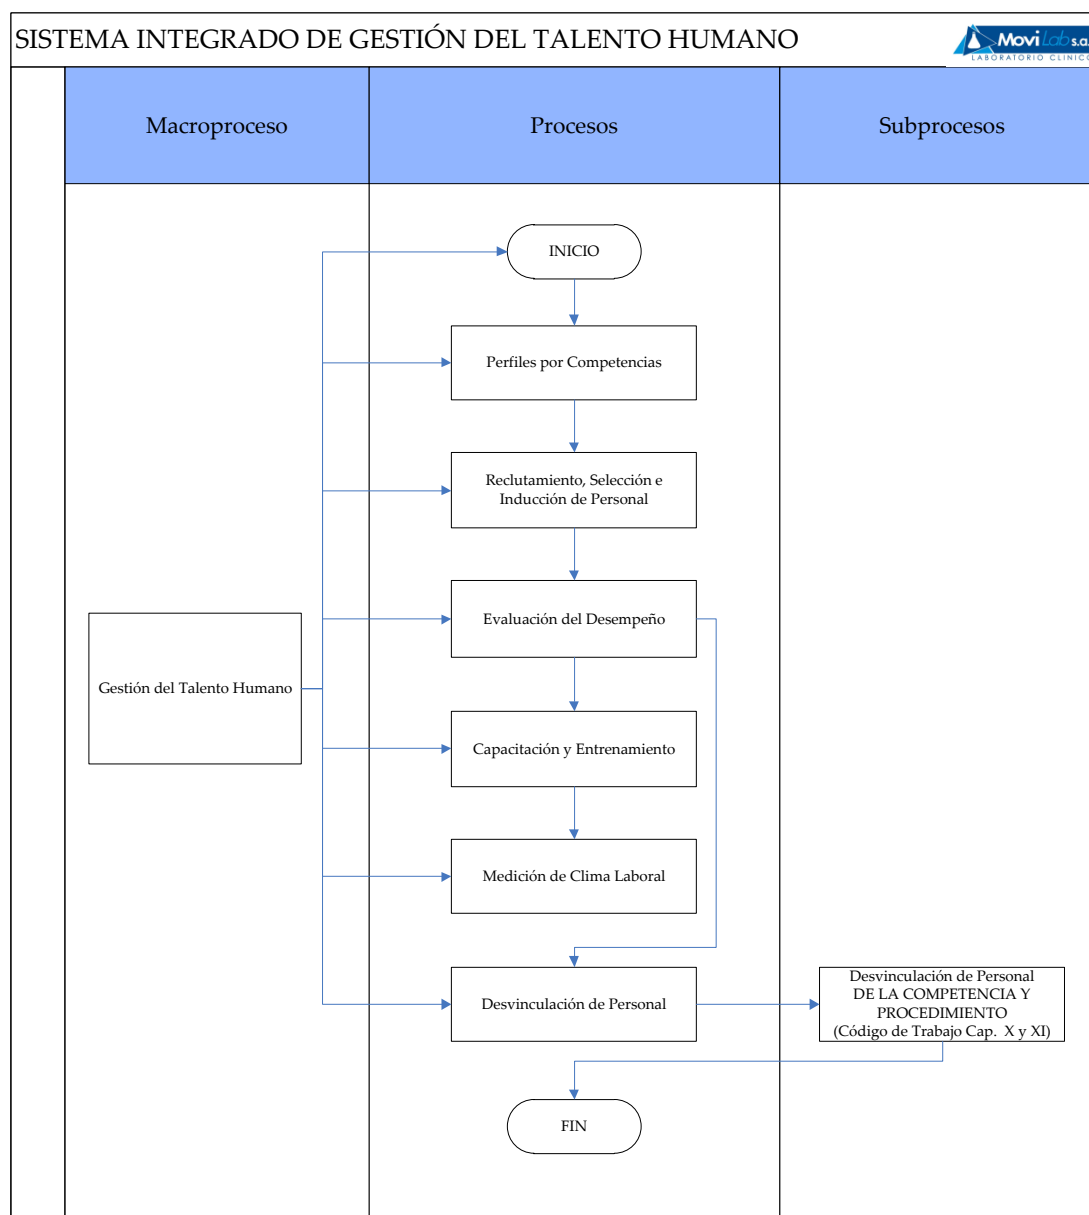 SISTEMA INTEGRADO DE GESTIÓN DEL TALENTO HUMANO
MoviLab s.a.
LABORATORIO CLINICO
Macroproceso
Procesos
Subprocesos
INICIO
Perfiles por Competencias
Reclutamiento, Selección e
Inducción de Personal
Evaluación del Desempeño
Gestión del Talento Humano
Capacitación y Entrenamiento
Medición de Clima Laboral
Desvinculación de Personal
Desvinculación de Personal
DE LA COMPETENCIA Y
PROCEDIMIENTO
(Código de Trabajo Cap. X y XI)
FIN